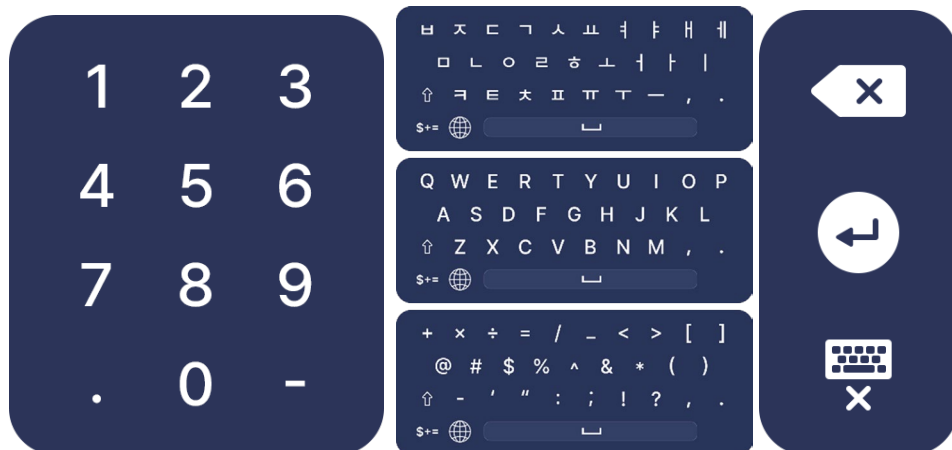 1 2 3
4 5 6
7 8 9
. 0 -
ㅂ ㅈ ㄷ ㄱ ㅅ ㅛ ㅕ ㅑ ㅐ ㅔ
ㅁ ㄴ ㅇ ㄹ ㅎ ㅗ ㅓ ㅏ ㅣ
⇧ ㅋ ㅌ ㅊ ㅍ ㅠ ㅜ ㅡ , .
$+=
Q W E R T Y U I O P
A S D F G H J K L
⇧ Z X C V B N M , .
$+=
+ × ÷ = / _ < > [ ]
@ # $ % ^ & * ( )
⇧ - ′ ″ : ; ! ? , .
$+=